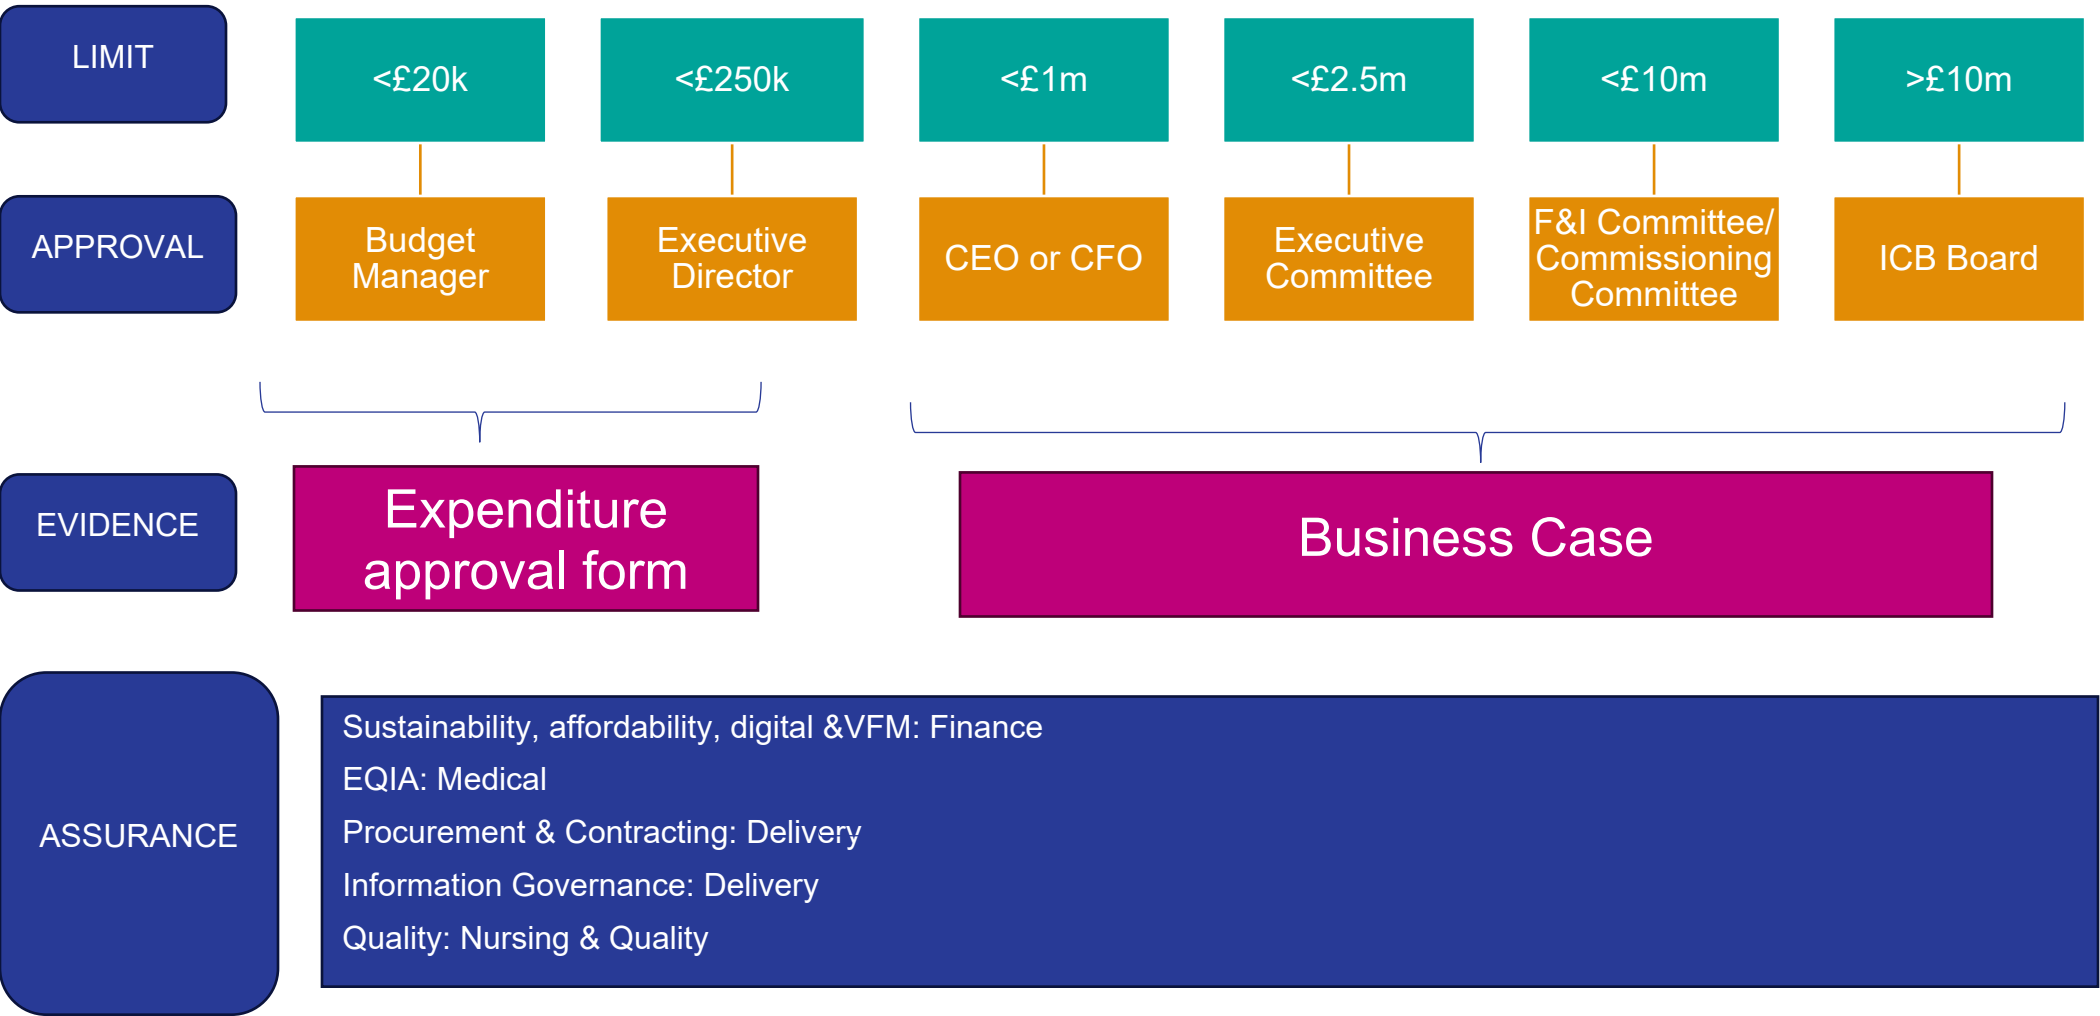 LIMIT
<£20k
<£250k
<£1m
<£2.5m
<£10m
>£10m
APPROVAL
Budget
Manager
Executive
Director
CEO or CFO
Executive
Committee
F&I Committee/
Commissioning
Committee
ICB Board
EVIDENCE
Expenditure
approval form
Business Case
ASSURANCE
Sustainability, affordability, digital &VFM: Finance
EQIA: Medical
Procurement & Contracting: Delivery
Information Governance: Delivery
Quality: Nursing & Quality